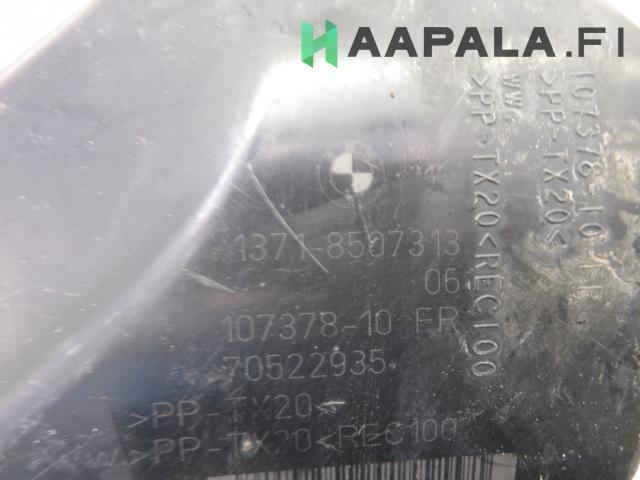 HAAPALA.FI
1371-8507313
06
107378-10 FR
70522935
>PP-TX20<
>PP-TX20<REC100
107378-10 FR
>PP-TX20<
>PP-TX20<REC100